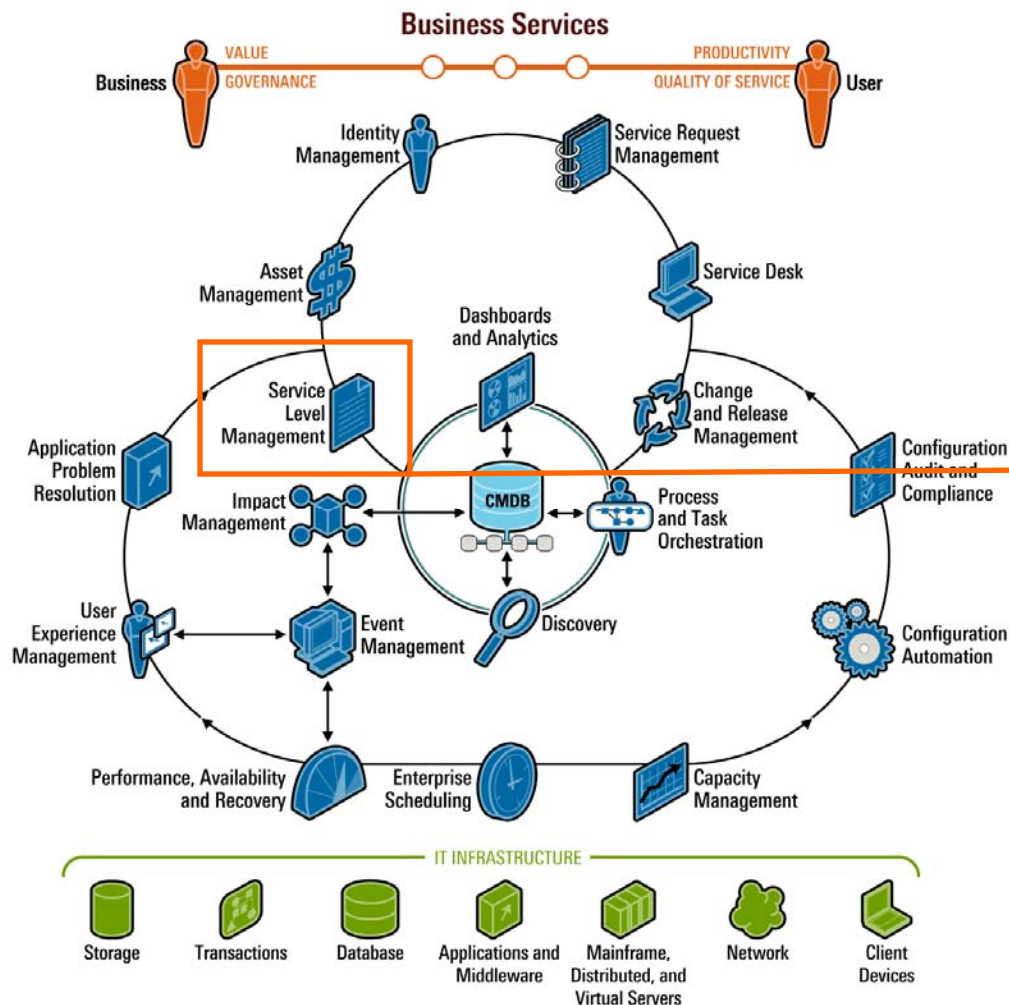 Business Services
VALUE
PRODUCTIVITY
Business
GOVERNANCE
QUALITY OF SERVICE
User
Identity
Management
Service Request
Management
Asset
Management
Service Desk
Dashboards
and Analytics
Service
Level
Management
Change
and Release
Management
Application
Problem
Resolution
Configuration
Audit and
Compliance
Impact
Management
CMDB
Process
and Task
Orchestration
User
Experience
Management
Event
Management
Discovery
Configuration
Automation
Performance, Availability
and Recovery
Enterprise
Scheduling
Capacity
Management
IT INFRASTRUCTURE
Storage
Transactions
Database
Applications and
Middleware
Mainframe,
Distributed, and
Virtual Servers
Network
Client
Devices